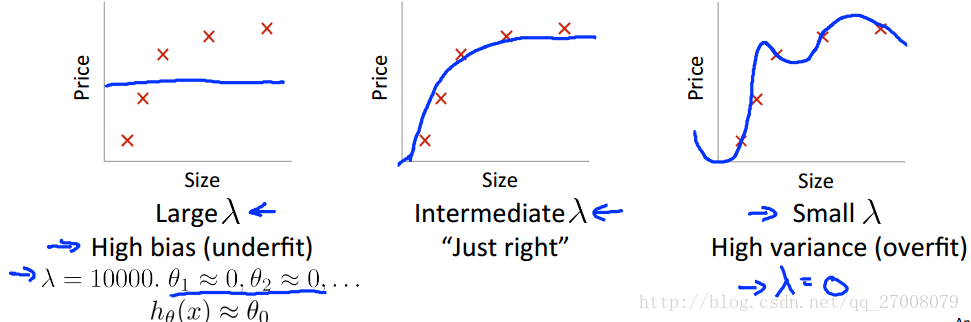 Price
Size
Large λ
High bias (underfit)
λ = 10000. θ₁ ≈ 0, θ₂ ≈ 0, . . .
hθ(x) ≈ θ₀
Price
Size
Intermediate λ
“Just right”
Price
Size
Small λ
High variance (overfit)
λ = 0
http://blog.csdn.net/qq_27008079
An